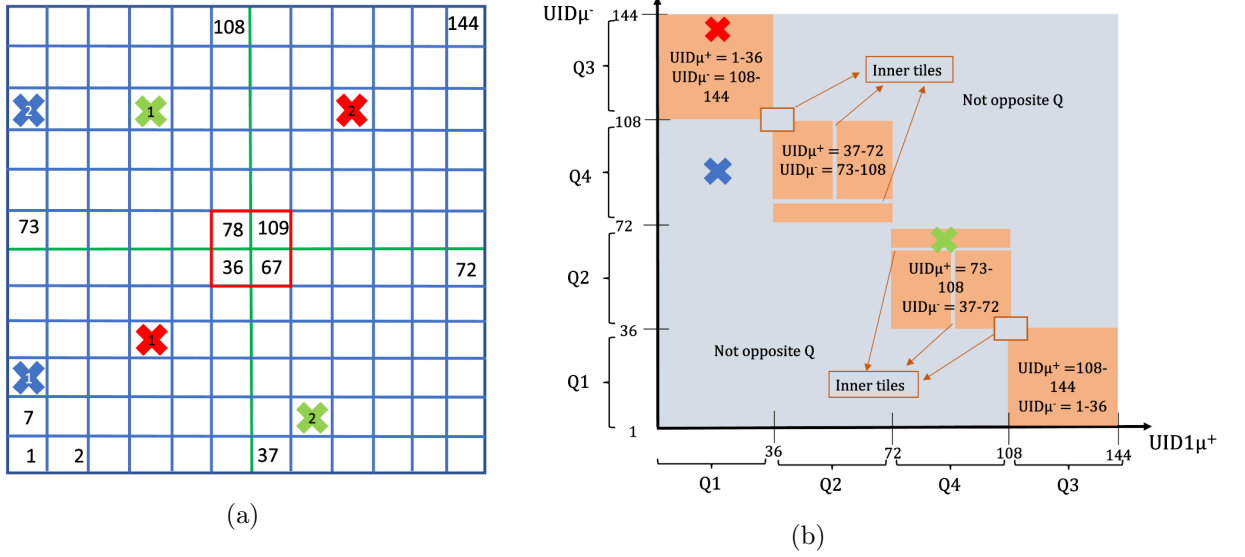 108
144
2
1
2
73
78
109
36
67
72
1
1
7
2
1
2
37
(a)
UIDμ⁻
144
Q3
108
Q4
72
Q2
36
Q1
1
UIDμ⁺ = 1-36
UIDμ⁻ = 108-
144
Inner tiles
Not opposite Q
UIDμ⁺ = 37-72
UIDμ⁻ = 73-108
UIDμ⁺ = 73-
108
UIDμ⁻ = 37-72
Not opposite Q
Inner tiles
UIDμ⁺ =108-
144
UIDμ⁻ = 1-36
36
72
108
144
UID1μ⁺
Q1
Q2
Q4
Q3
(b)